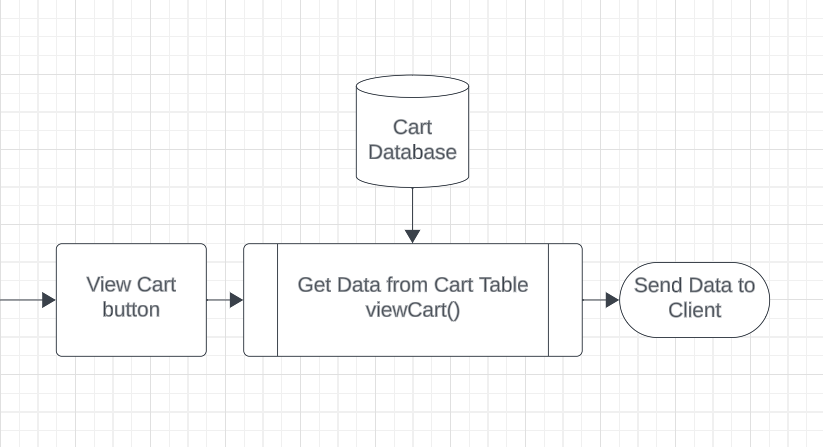 Cart
Database
View Cart
button
Get Data from Cart Table
viewCart()
Send Data to
Client